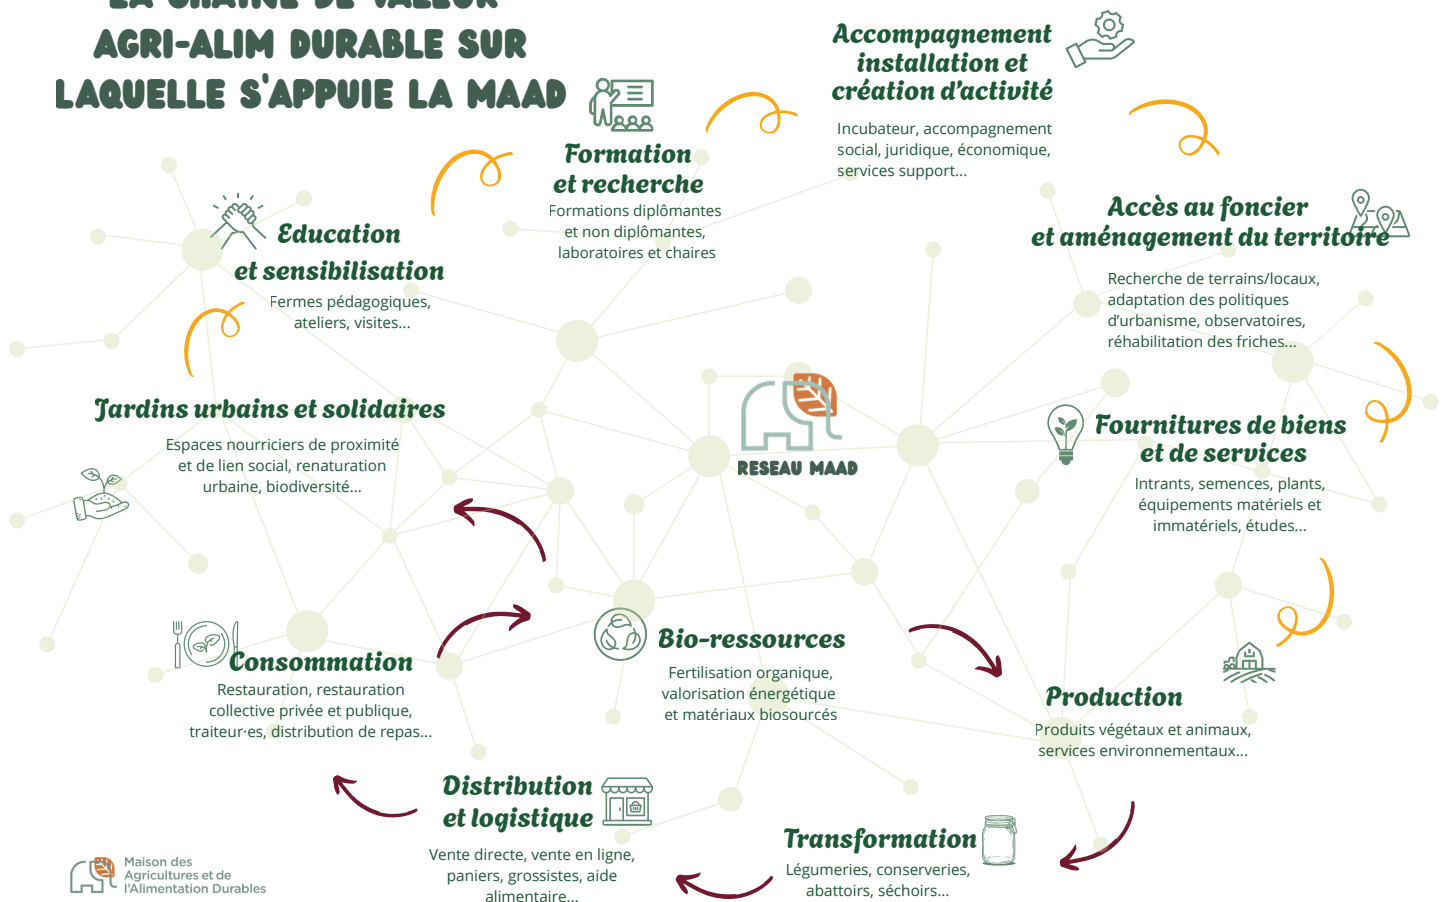 LA CHAÎNE DE VALEUR
AGRI-ALIM DURABLE SUR
LAQUELLE S'APPUIE LA MAAD
Accompagnement
installation et
création d'activité
Incubateur, accompagnement
social, juridique, économique,
services support...
Formation
et recherche
Formations diplômantes
et non diplômantes,
laboratoires et chaires
Accès au foncier
et aménagement du territoire
Recherche de terrains/locaux,
adaptation des politiques
d'urbanisme, observatoires,
réhabilitation des friches...
Education
et sensibilisation
Fermes pédagogiques,
ateliers, visites...
Jardins urbains et solidaires
Espaces nourriciers de proximité
et de lien social, renaturation
urbaine, biodiversité...
RESEAU MAAD
Fournitures de biens
et de services
Intrants, semences, plants,
équipements matériels et
immatériels, études...
Consommation
Restauration, restauration
collective privée et publique,
traiteur·es, distribution de repas...
Bio-ressources
Fertilisation organique,
valorisation énergétique
et matériaux biosourcés
Production
Produits végétaux et animaux,
services environnementaux...
Distribution
et logistique
Vente directe, vente en ligne,
paniers, grossistes, aide
alimentaire...
Transformation
Légumeries, conserveries,
abattoirs, séchoirs...
Maison des
Agricultures et de
l'Alimentation Durables